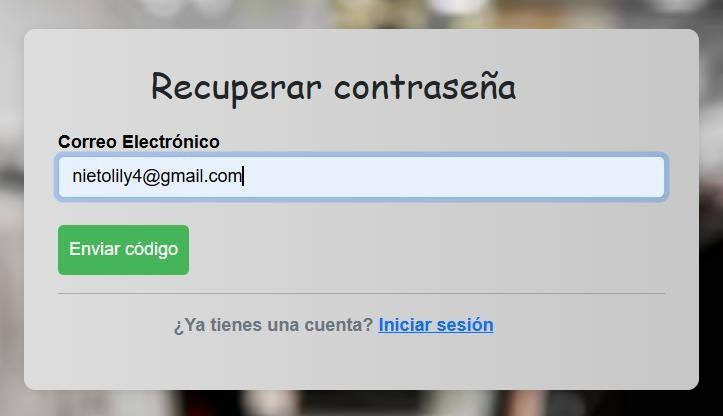 Recuperar contraseña
Correo Electrónico
nietolily4@gmail.com
Enviar código
¿Ya tienes una cuenta? Iniciar sesión